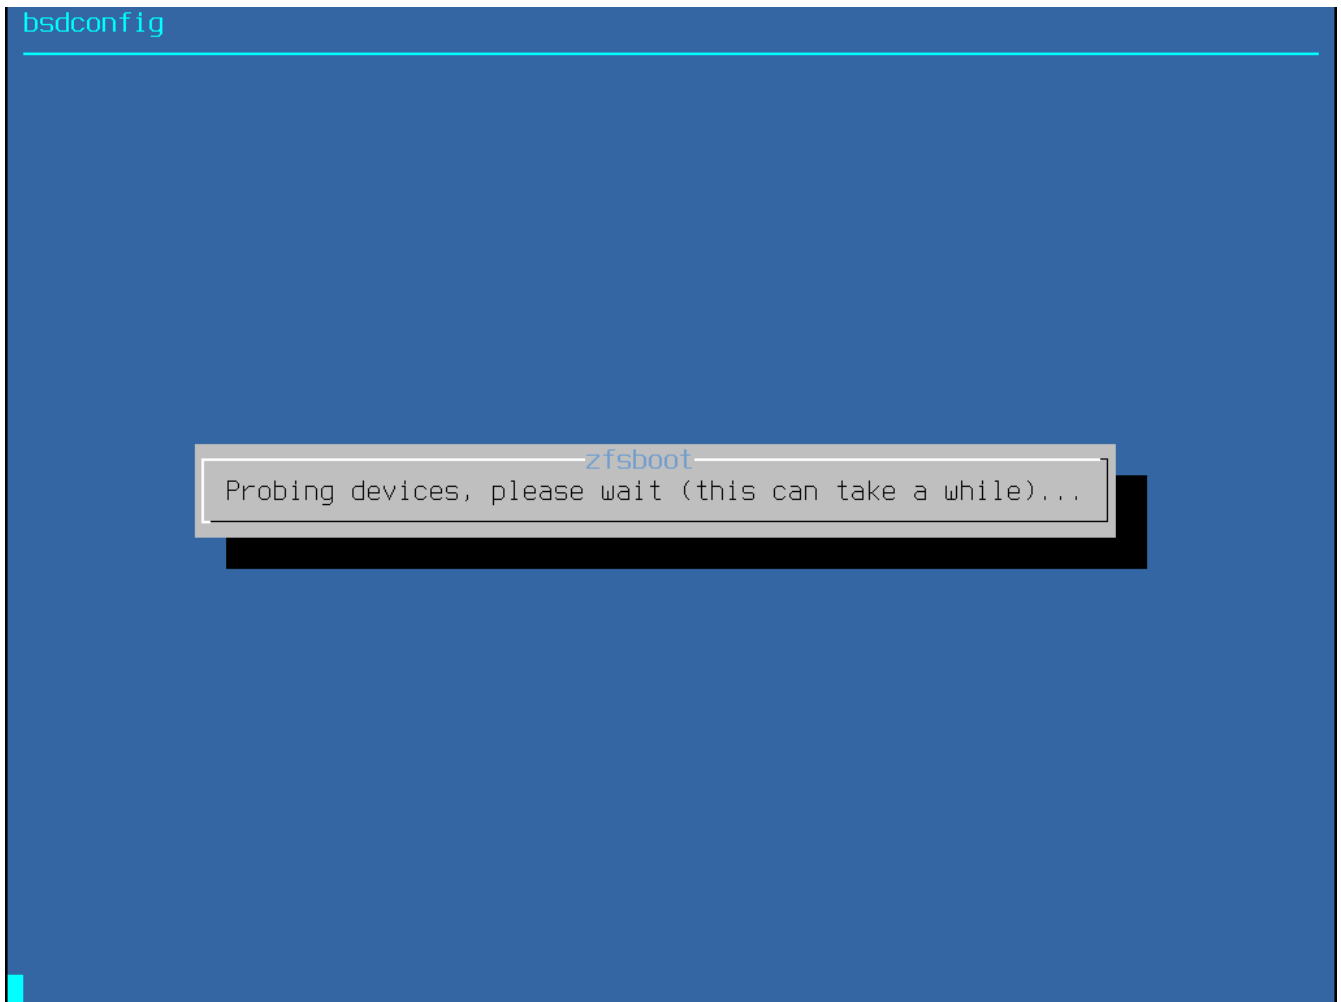 bsdconfig
zfsboot
Probing devices, please wait (this can take a while)...